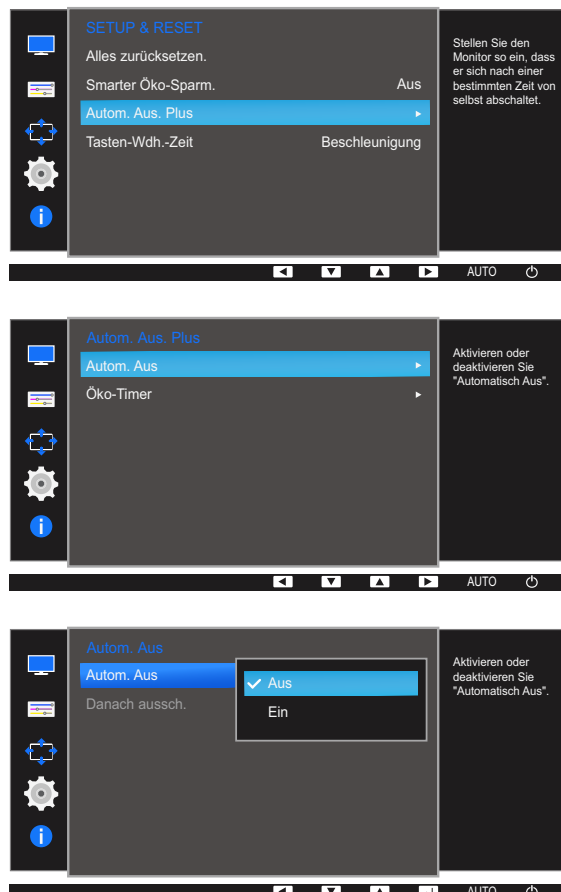 SETUP & RESET
Alles zurücksetzen.
Smarter Öko-Sparm. Aus
Autom. Aus. Plus
Tasten-Wdh.-Zeit Beschleunigung
Stellen Sie den
Monitor so ein, dass
er sich nach einer
bestimmten Zeit von
selbst abschaltet.
AUTO
Autom. Aus. Plus
Autom. Aus
Öko-Timer
Aktivieren oder
deaktivieren Sie
"Automatisch Aus".
AUTO
Autom. Aus
Autom. Aus
Danach aussch.
Aus
Ein
Aktivieren oder
deaktivieren Sie
"Automatisch Aus".
AUTO